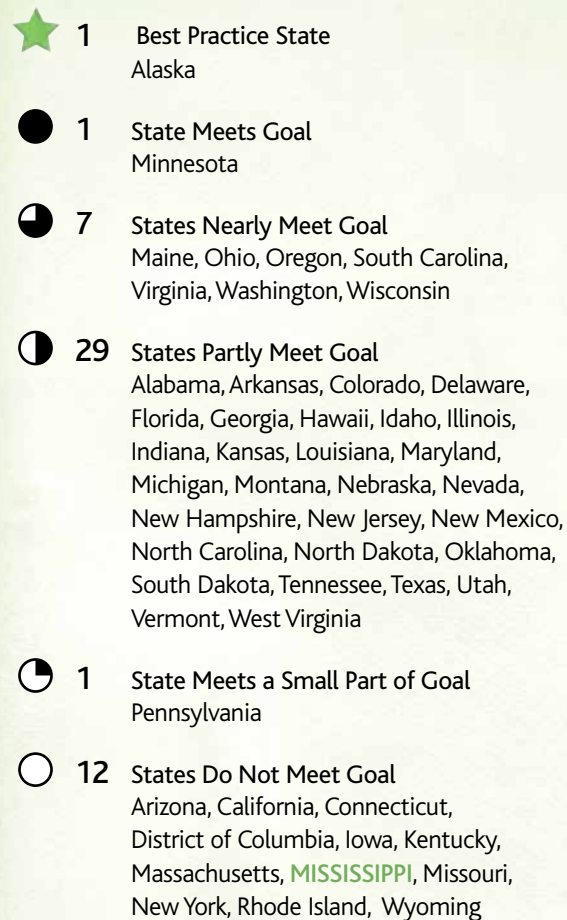 1 Best Practice State
Alaska
1 State Meets Goal
Minnesota
7 States Nearly Meet Goal
Maine, Ohio, Oregon, South Carolina,
Virginia, Washington, Wisconsin
29 States Partly Meet Goal
Alabama, Arkansas, Colorado, Delaware,
Florida, Georgia, Hawaii, Idaho, Illinois,
Indiana, Kansas, Louisiana, Maryland,
Michigan, Montana, Nebraska, Nevada,
New Hampshire, New Jersey, New Mexico,
North Carolina, North Dakota, Oklahoma,
South Dakota, Tennessee, Texas, Utah,
Vermont, West Virginia
1 State Meets a Small Part of Goal
Pennsylvania
12 States Do Not Meet Goal
Arizona, California, Connecticut,
District of Columbia, Iowa, Kentucky,
Massachusetts, MISSISSIPPI, Missouri,
New York, Rhode Island, Wyoming